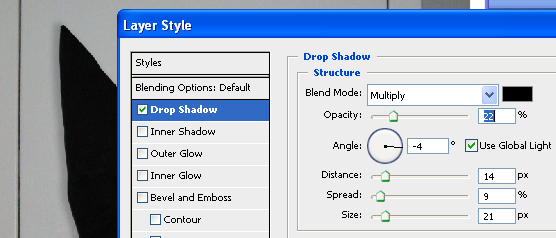 Layer Style
Styles
Blending Options: Default
Drop Shadow
Inner Shadow
Outer Glow
Inner Glow
Bevel and Emboss
Contour
Drop Shadow
Structure
Blend Mode: Multiply
Opacity: 22 %
Angle: -4 ° Use Global Light
Distance: 14 px
Spread: 9 %
Size: 21 px